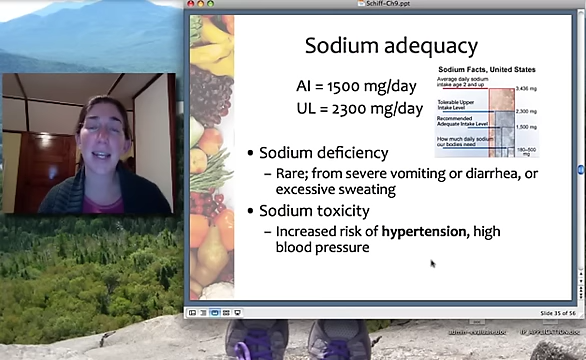 Schiff-Ch9.ppt
Sodium adequacy
AI = 1500 mg/day
UL = 2300 mg/day
Sodium Facts, United States
Average daily sodium
intake age 2 and up
3,436 mg
Tolerable Upper
Intake Level
2,300 mg
Recommended
Adequate Intake Level
1,500 mg
How much daily sodium
our bodies need
180–500
mg
• Sodium deficiency
– Rare; from severe vomiting or diarrhea, or
excessive sweating
• Sodium toxicity
– Increased risk of hypertension, high
blood pressure
Slide 35 of 56